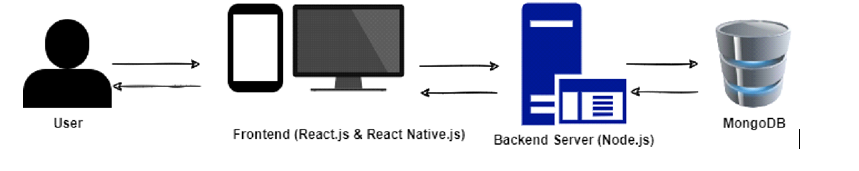 User
Frontend (React.js & React Native.js)
Backend Server (Node.js)
MongoDB